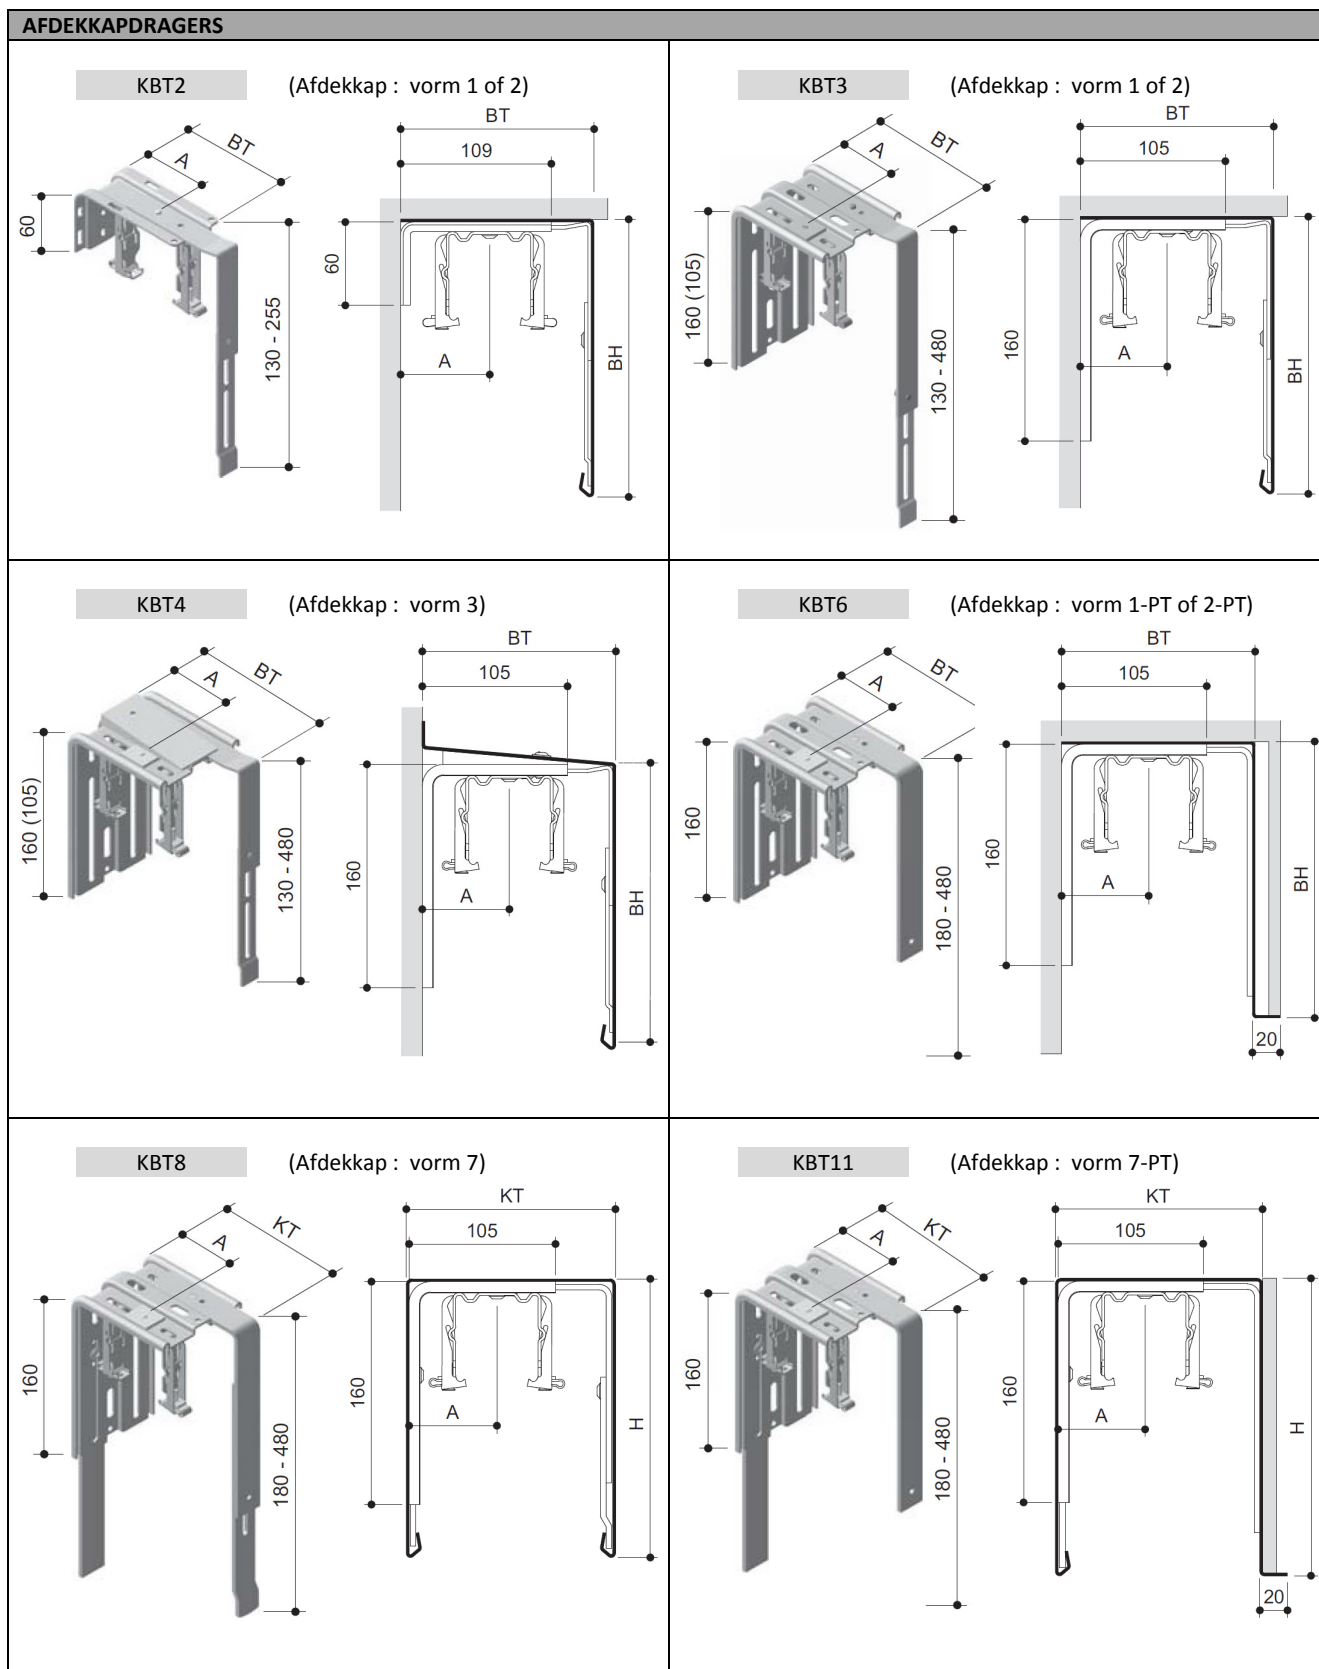 AFDEKKAPDRAGERS
KBT2 (Afdekkap : vorm 1 of 2)
BT
A
60
130 - 255
BT
109
60
A
BH
KBT3 (Afdekkap : vorm 1 of 2)
BT
A
160 (105)
130 - 480
BT
105
160
A
BH
KBT4 (Afdekkap : vorm 3)
BT
A
160 (105)
130 - 480
BT
105
160
A
BH
KBT6 (Afdekkap : vorm 1-PT of 2-PT)
BT
A
160
180 - 480
BT
105
160
A
BH
20
KBT8 (Afdekkap : vorm 7)
KT
A
160
180 - 480
KT
105
160
A
H
KBT11 (Afdekkap : vorm 7-PT)
KT
A
160
180 - 480
KT
105
160
A
H
20